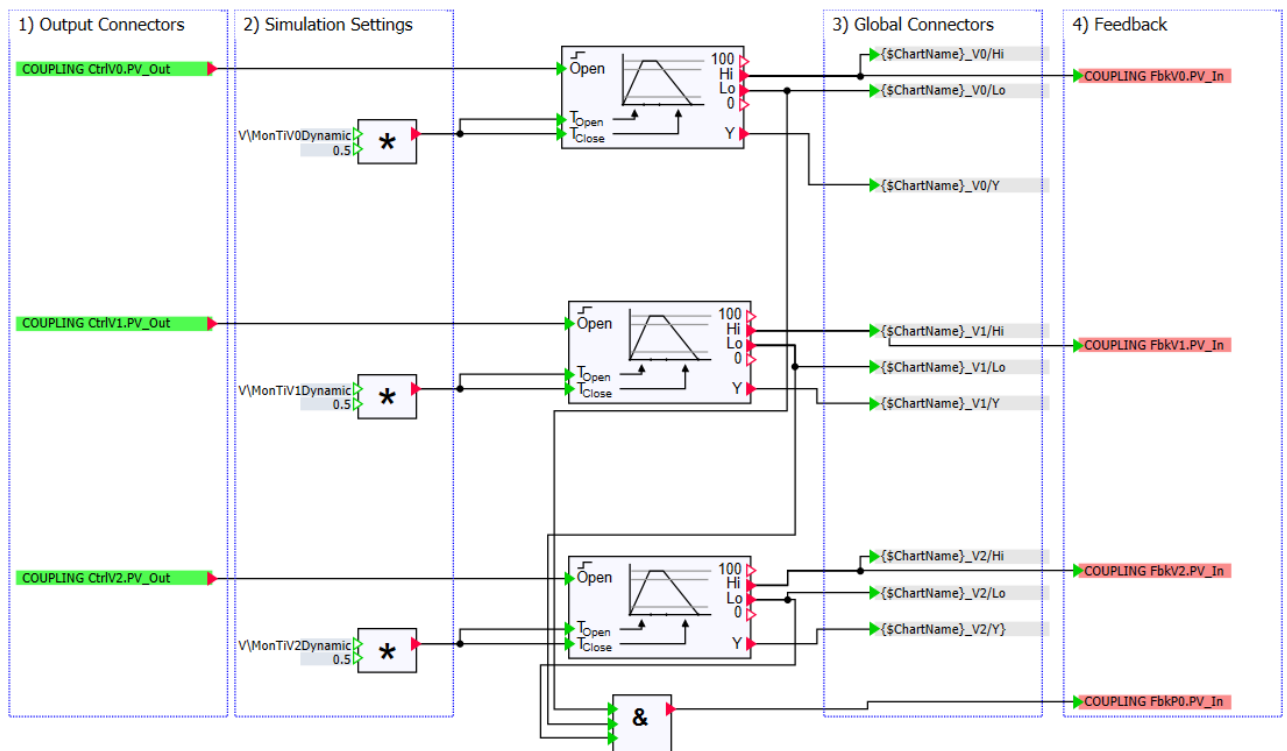 1) Output Connectors
2) Simulation Settings
3) Global Connectors
4) Feedback
COUPLING CtrlV0.PV_Out
V\MonTiV0Dynamic
0.5
*
Open
TOpen
TClose
100
Hi
Lo
0
Y
{$ChartName}_V0/Hi
{$ChartName}_V0/Lo
{$ChartName}_V0/Y
COUPLING FbkV0.PV_In
COUPLING CtrlV1.PV_Out
V\MonTiV1Dynamic
0.5
*
Open
TOpen
TClose
100
Hi
Lo
0
Y
{$ChartName}_V1/Hi
{$ChartName}_V1/Lo
{$ChartName}_V1/Y
COUPLING FbkV1.PV_In
COUPLING CtrlV2.PV_Out
V\MonTiV2Dynamic
0.5
*
Open
TOpen
TClose
100
Hi
Lo
0
Y
{$ChartName}_V2/Hi
{$ChartName}_V2/Lo
{$ChartName}_V2/Y}
COUPLING FbkV2.PV_In
&
COUPLING FbkP0.PV_In